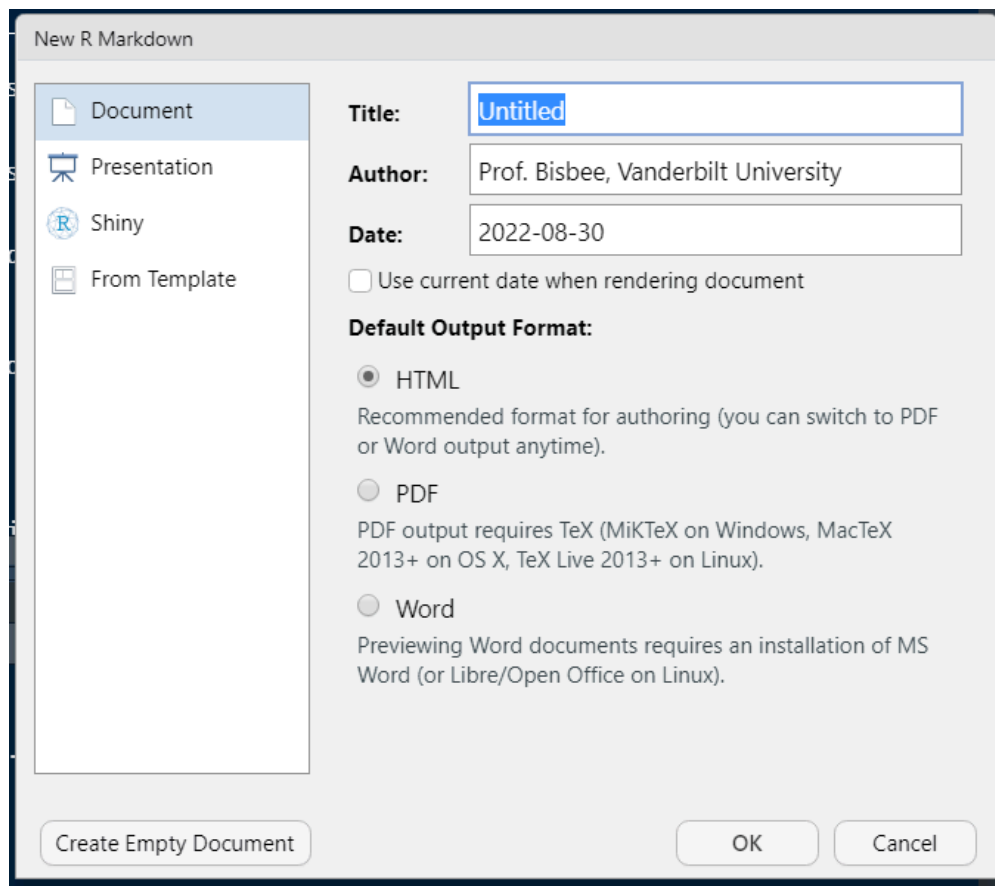 New R Markdown
Document
Presentation
Shiny
From Template
Title:
Untitled
Author:
Prof. Bisbee, Vanderbilt University
Date:
2022-08-30
Use current date when rendering document
Default Output Format:
HTML
Recommended format for authoring (you can switch to PDF
or Word output anytime).
PDF
PDF output requires TeX (MiKTeX on Windows, MacTeX
2013+ on OS X, TeX Live 2013+ on Linux).
Word
Previewing Word documents requires an installation of MS
Word (or Libre/Open Office on Linux).
Create Empty Document
OK
Cancel